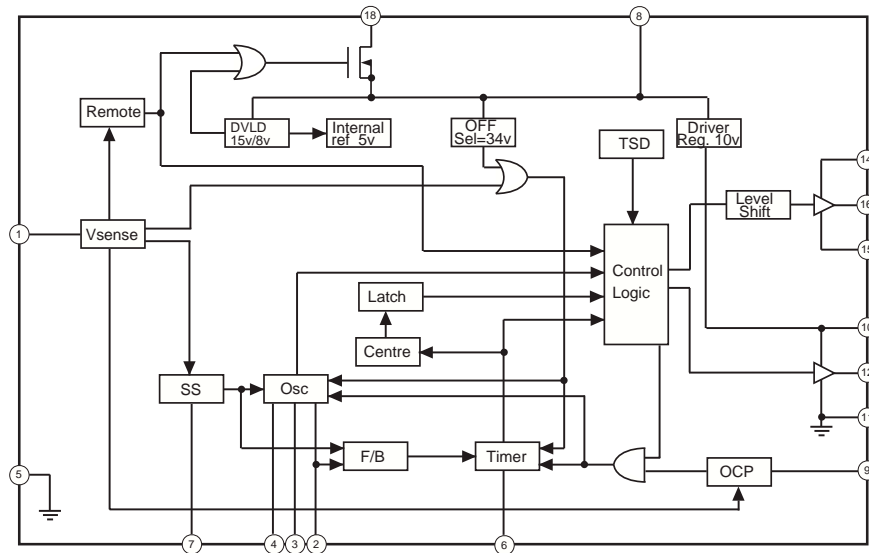 18
8
Remote
DVLD
15v/8v
Internal
ref 5v
OFF
Sel=34v
Driver
Reg. 10v
TSD
14
Level
Shift
16
1
Vsense
15
Control
Logic
Latch
Centre
10
SS
Osc
12
11
F/B
Timer
OCP
5
9
7
4
3
2
6